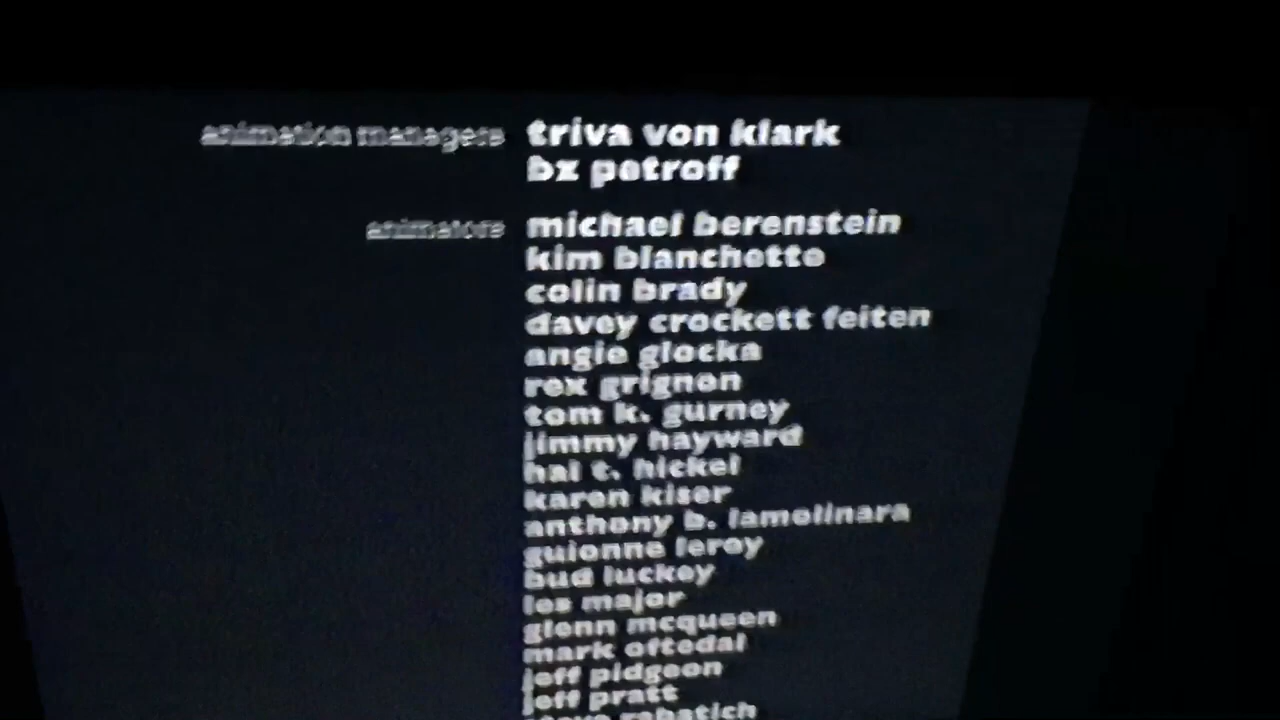 animation managers triva von klark
bz petroff
animators michael berenstein
kim blanchette
colin brady
davey crockett feiten
angie glocka
rex grignon
tom k. gurney
jimmy hayward
hal t. hickel
karen kiser
anthony b. lamolinara
guionne leroy
bud luckey
les major
glenn mcqueen
mark oftedal
jeff pidgeon
jeff pratt
steve rabatich